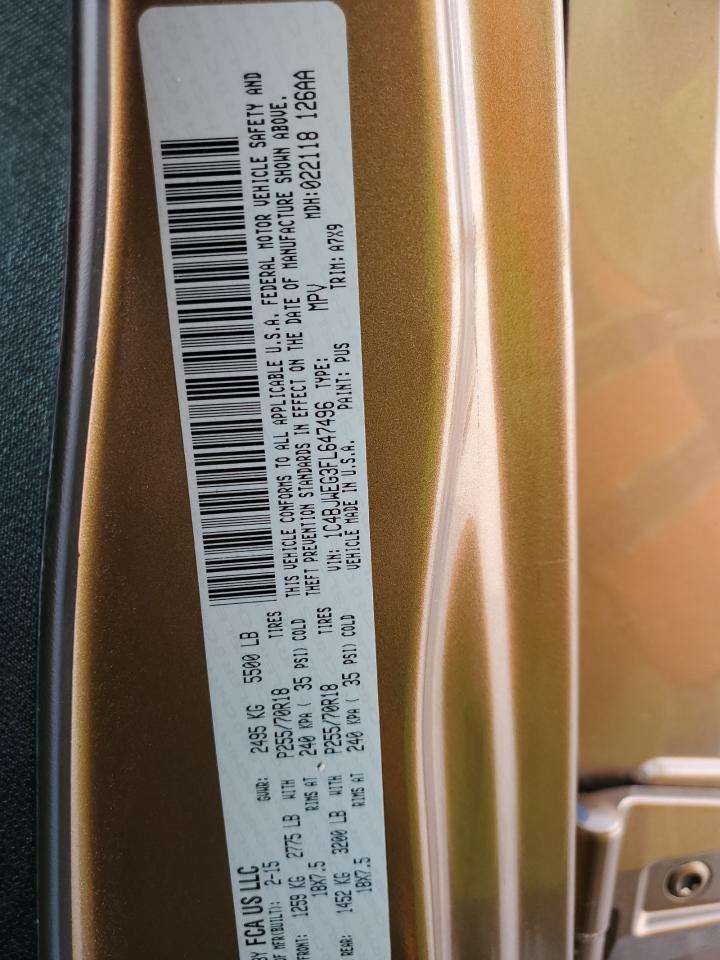 BY FCA US LLC
OF MFR(BUILT): 2-15 GVWR: 2495 KG 5500 LB
FRONT: 1259 KG 2775 LB WITH P255/70R18 TIRES
18X7.5 RIMS AT 240 KPA ( 35 PSI) COLD
REAR: 1452 KG 3200 LB WITH P255/70R18 TIRES
18X7.5 RIMS AT 240 KPA ( 35 PSI) COLD
THIS VEHICLE CONFORMS TO ALL APPLICABLE U.S.A. FEDERAL MOTOR VEHICLE SAFETY AND
THEFT PREVENTION STANDARDS IN EFFECT ON THE DATE OF MANUFACTURE SHOWN ABOVE.
VIN: 1C4BJWEG3FL647496 TYPE: MPV MDH:022118 126AA
VEHICLE MADE IN U.S.A. PAINT: PUS TRIM: A7X9